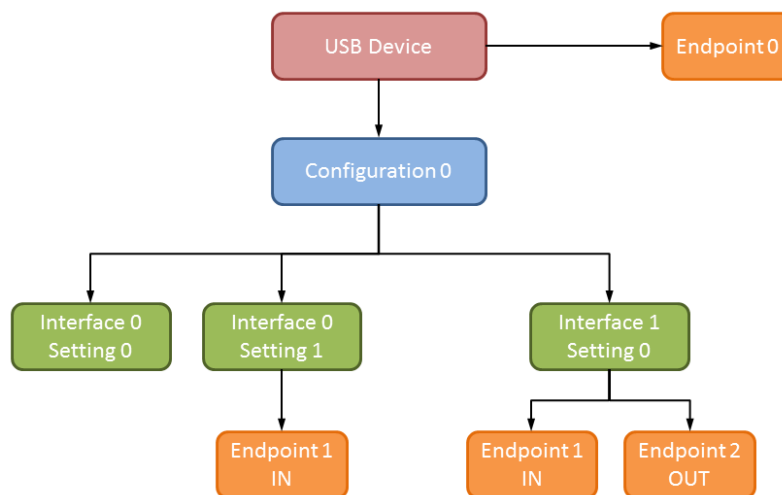 USB Device
Endpoint 0
Configuration 0
Interface 0
Setting 0
Interface 0
Setting 1
Interface 1
Setting 0
Endpoint 1
IN
Endpoint 1
IN
Endpoint 2
OUT